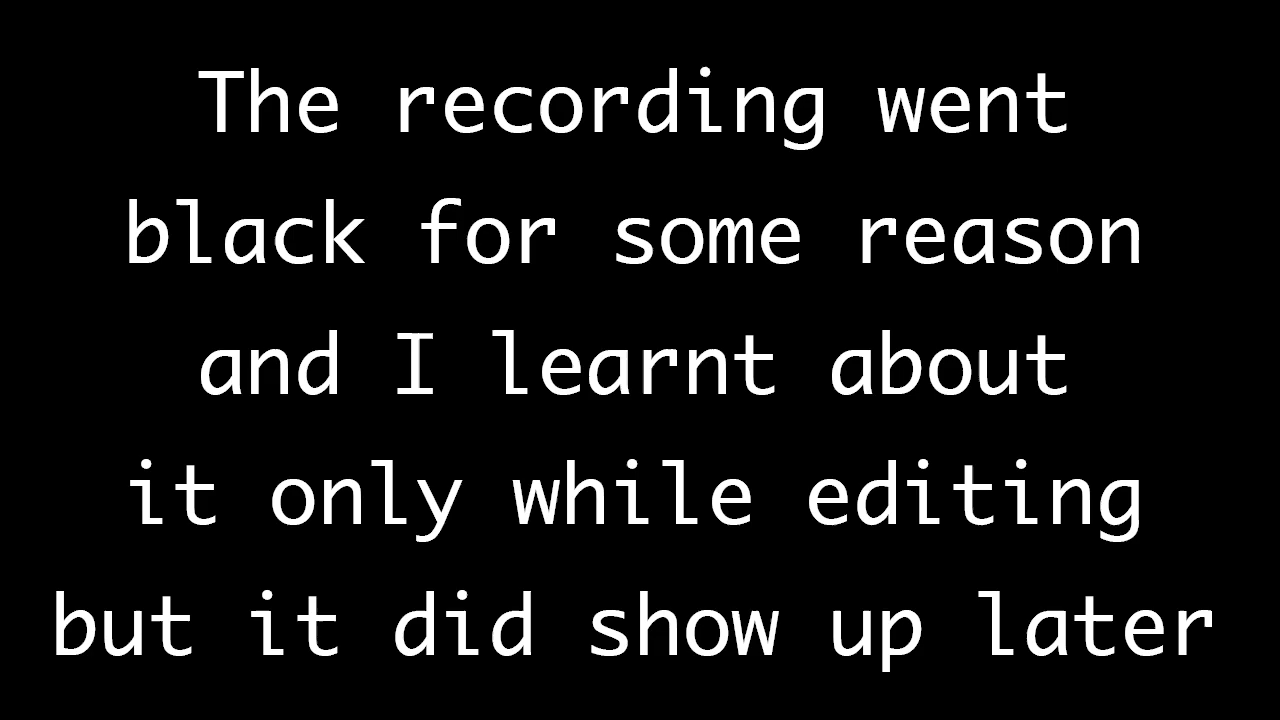 The recording went
black for some reason
and I learnt about
it only while editing
but it did show up later